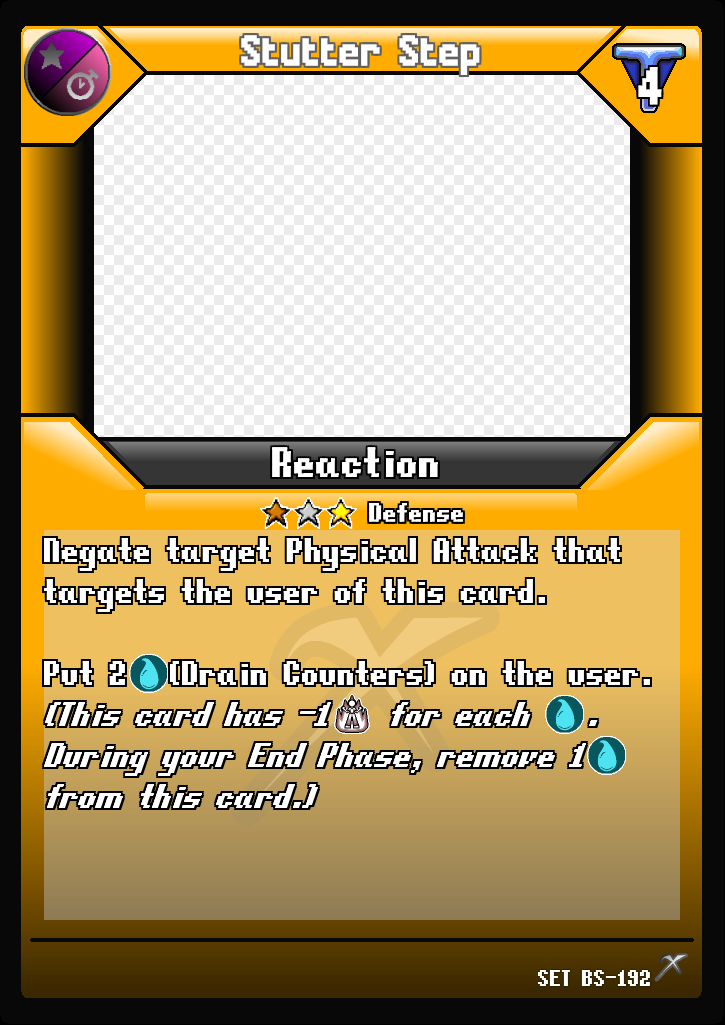 Stutter Step
4
Reaction
Defense
Negate target Physical Attack that
targets the user of this card.
Put 2 (Drain Counters) on the user.
(This card has -1 for each .
During your End Phase, remove 1
from this card.)
SET BS-192